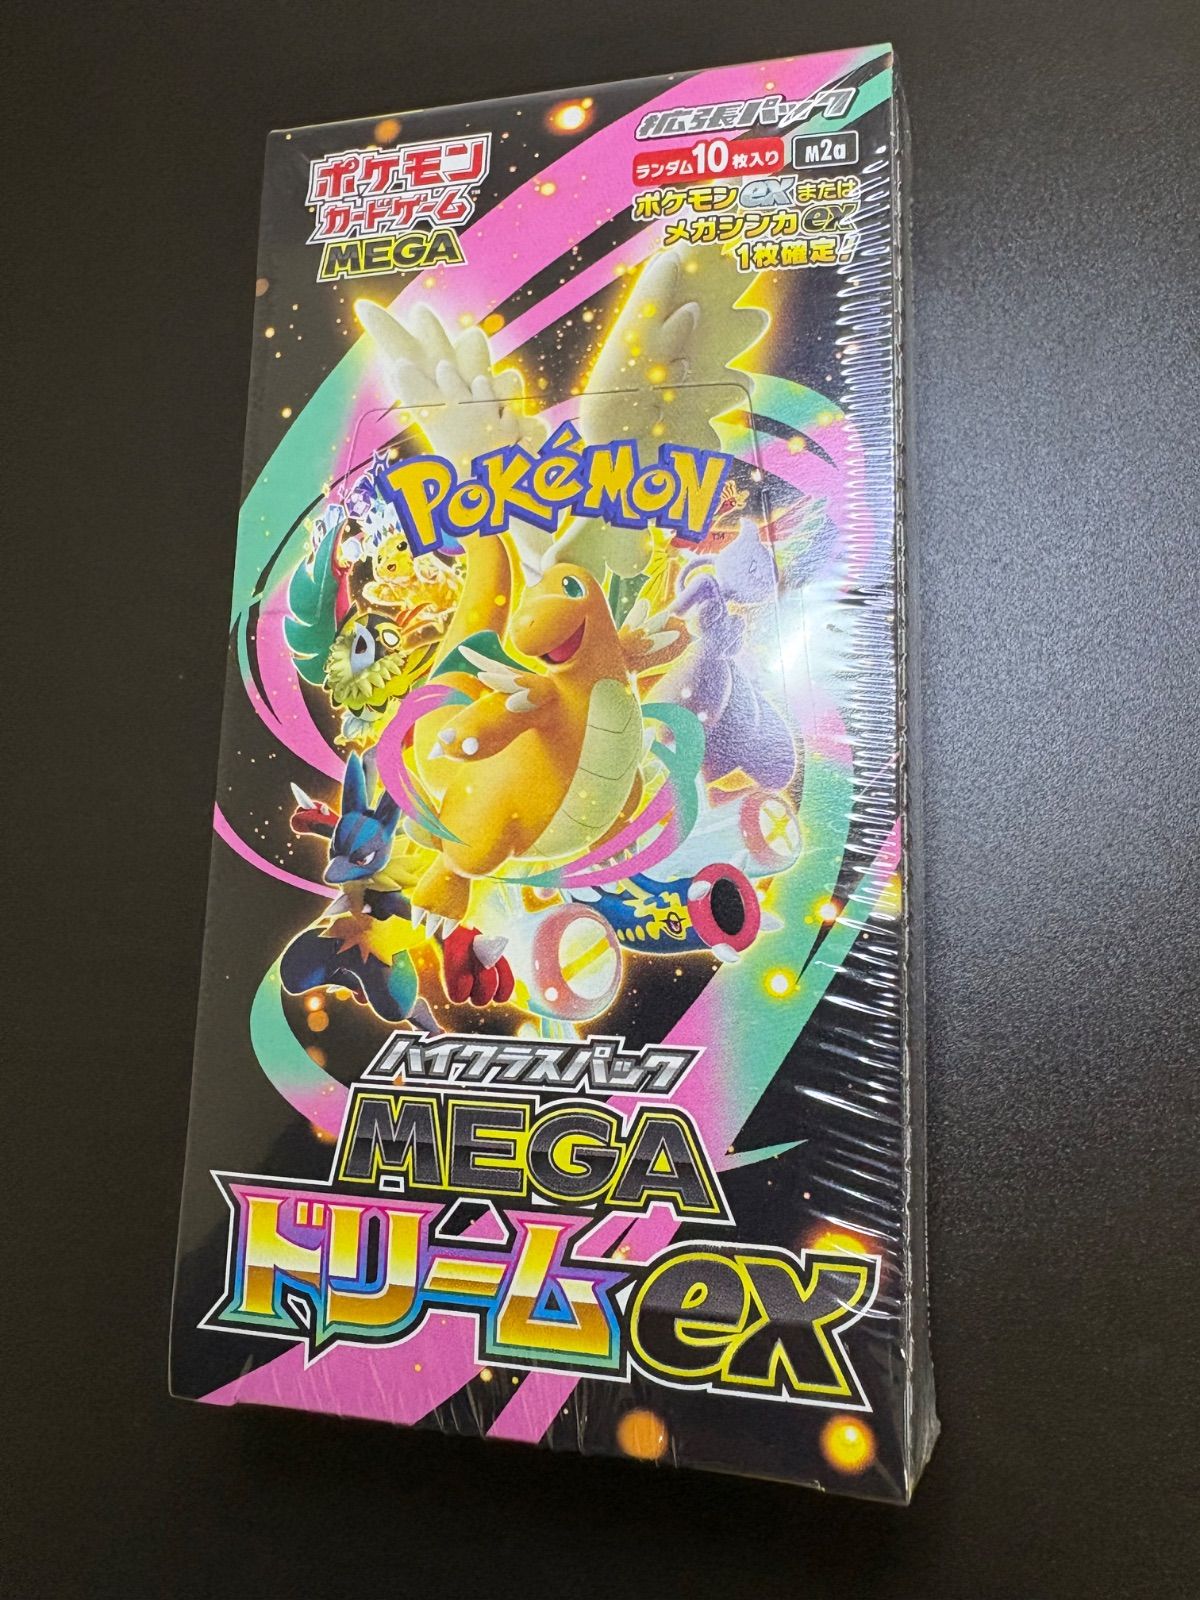 拡張パック
ランダム10枚入り M2a
ポケモンexまたは
メガシンカex
1枚確定!
ポケモン
カードゲーム™
MEGA
POKéMON™
ハイクラスパック
MEGA
ドリームex